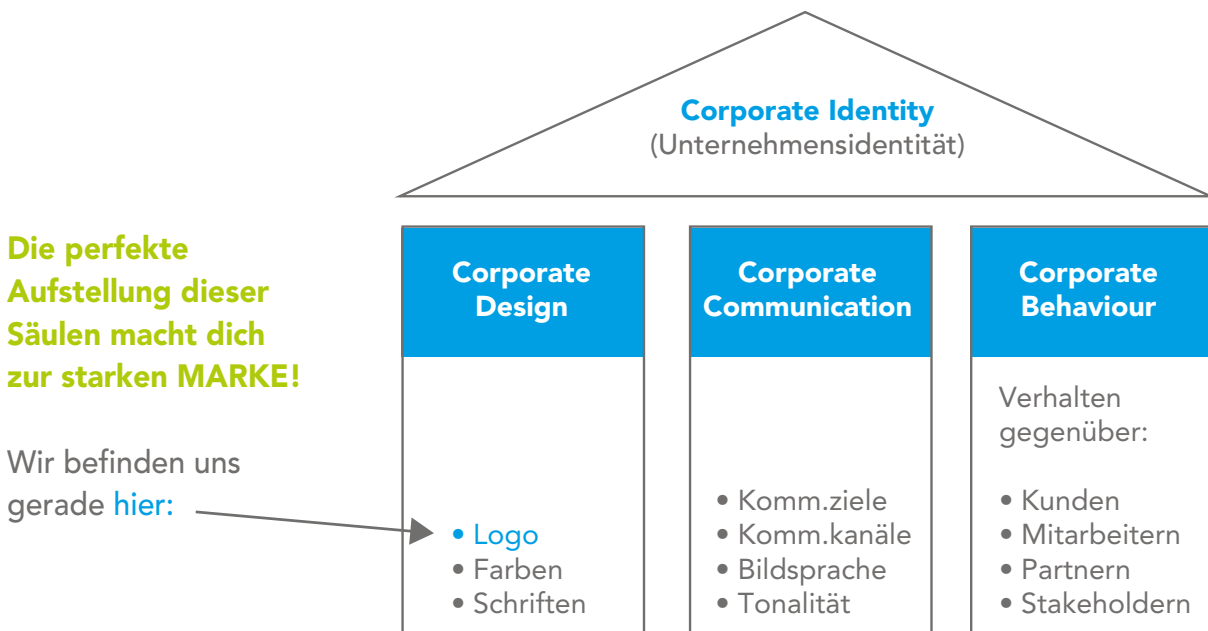 Corporate Identity
(Unternehmensidentität)
Die perfekte
Aufstellung dieser
Säulen macht dich
zur starken MARKE!
Wir befinden uns
gerade hier:
Corporate
Design
• Logo
• Farben
• Schriften
Corporate
Communication
• Komm.ziele
• Komm.kanäle
• Bildsprache
• Tonalität
Corporate
Behaviour
Verhalten
gegenüber:
• Kunden
• Mitarbeitern
• Partnern
• Stakeholdern